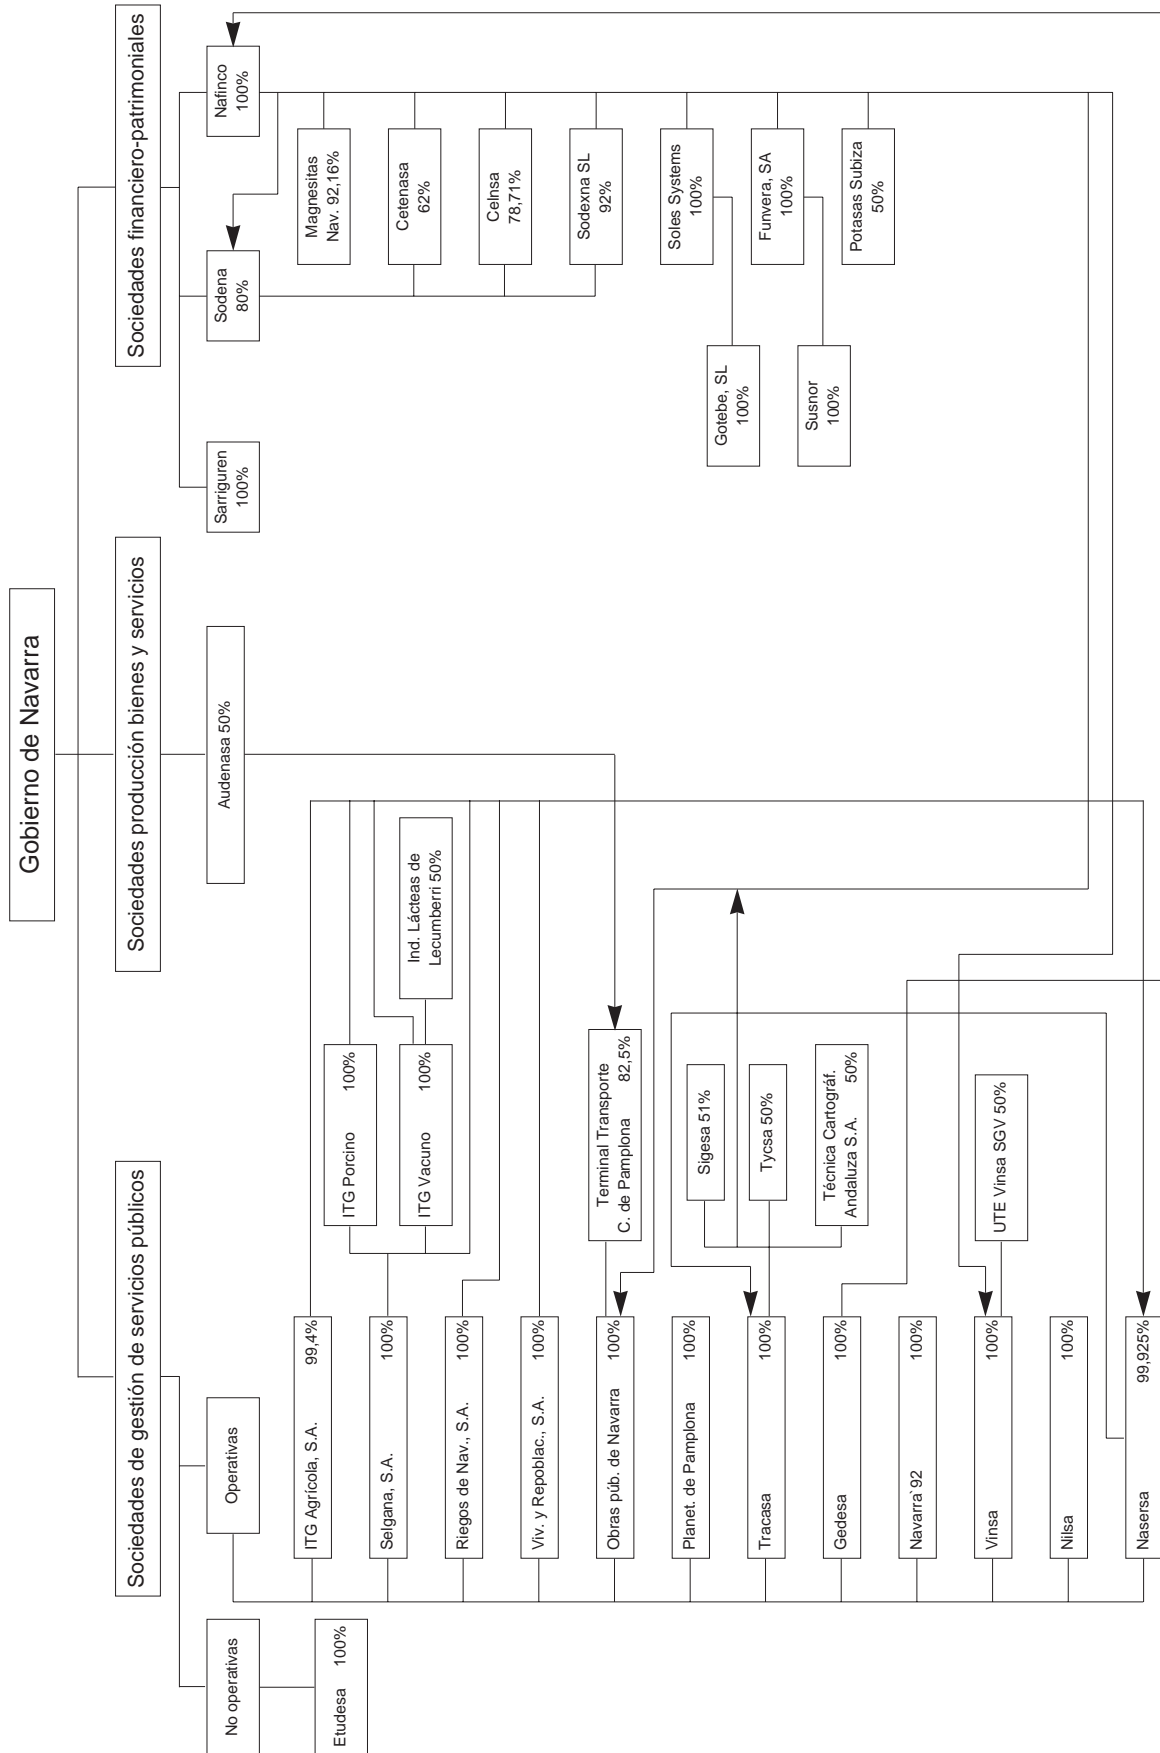 Gobierno de Navarra
Sociedades de gestión de servicios públicos
Sociedades producción bienes y servicios
Sociedades financiero-patrimoniales
No operativas
Operativas
Audenasa 50%
Sarriguren
100%
Sodena
80%
Nafinco
100%
Etudesa 100%
ITG Agrícola, S.A. 99,4%
Selgana, S.A. 100%
Riegos de Nav., S.A. 100%
Viv. y Repoblac., S.A. 100%
Obras púb. de Navarra 100%
Planet. de Pamplona 100%
Tracasa 100%
Gedesa 100%
Navarra`92 100%
Vinsa 100%
Nilsa 100%
Nasersa 99,925%
ITG Porcino 100%
ITG Vacuno 100%
Ind. Lácteas de
Lecumberri 50%
Terminal Transporte
C. de Pamplona 82,5%
Sigesa 51%
Tycsa 50%
Técnica Cartográf.
Andaluza S.A. 50%
UTE Vinsa SGV 50%
Magnesitas
Nav. 92,16%
Cetenasa
62%
CeInsa
78,71%
Sodexna SL
92%
Soles Systems
100%
Gotebe, SL
100%
Funvera, SA
100%
Susnor
100%
Potasas Subiza
50%